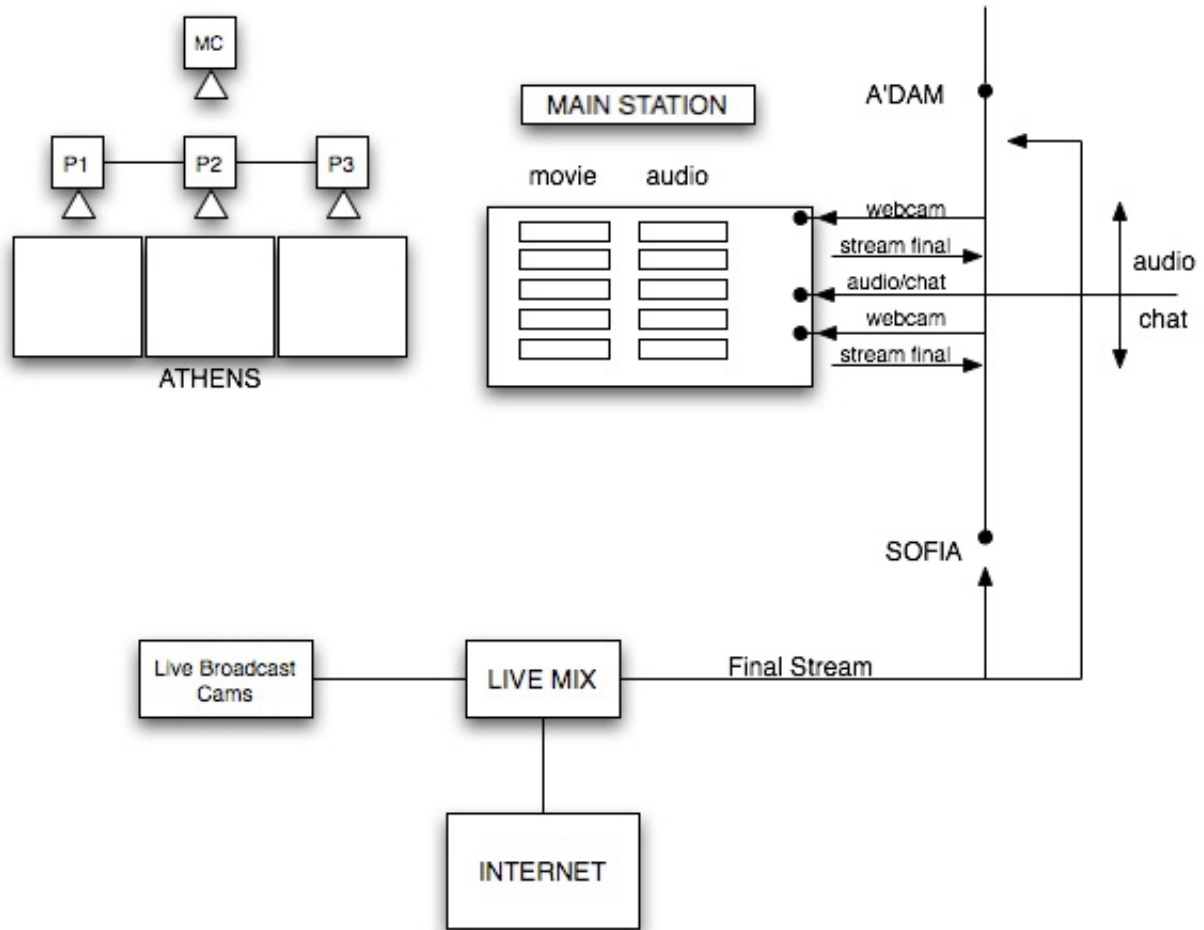 MC
P1
P2
P3
ATHENS
MAIN STATION
movie audio
A'DAM
webcam
stream final
audio/chat
webcam
stream final
audio
chat
SOFIA
Live Broadcast
Cams
LIVE MIX
Final Stream
INTERNET